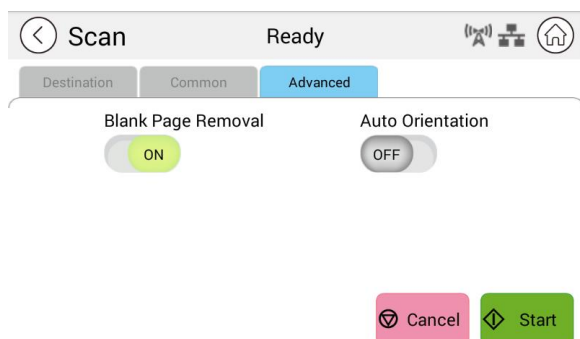 Scan Ready
Destination Common Advanced
Blank Page Removal Auto Orientation
ON OFF
Cancel Start